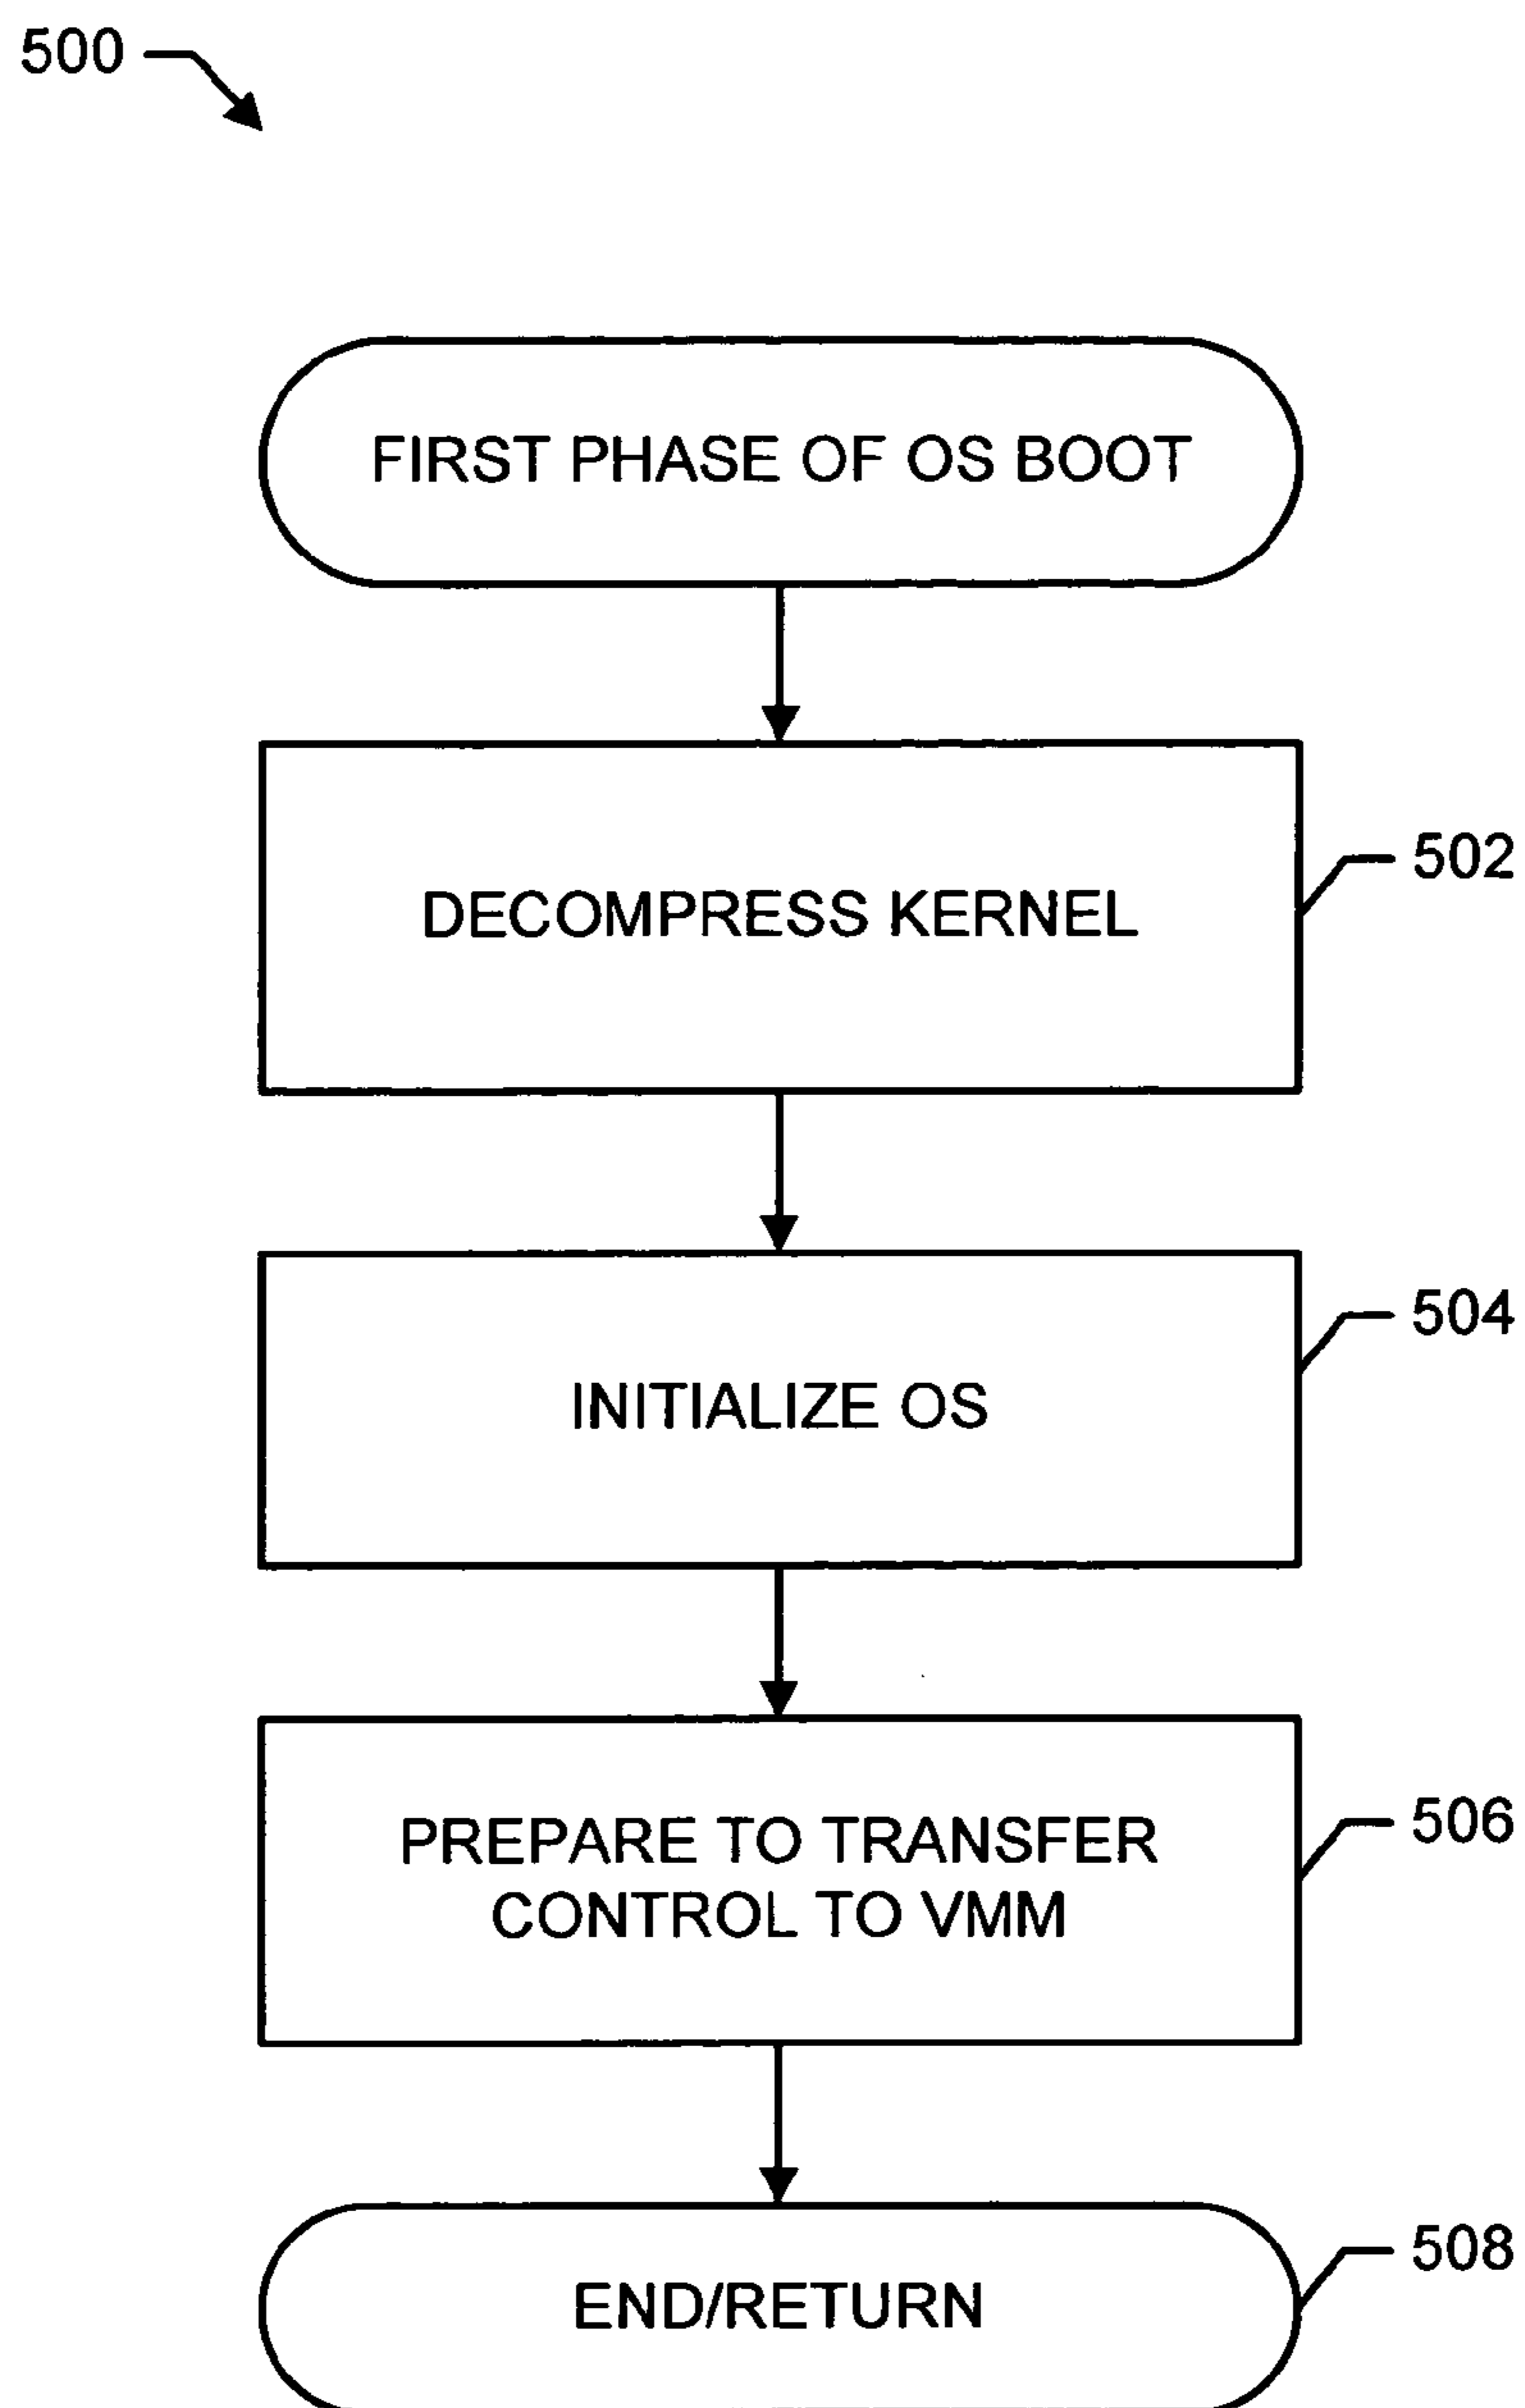 500
FIRST PHASE OF OS BOOT
DECOMPRESS KERNEL
502
INITIALIZE OS
504
PREPARE TO TRANSFER
CONTROL TO VMM
506
END/RETURN
508